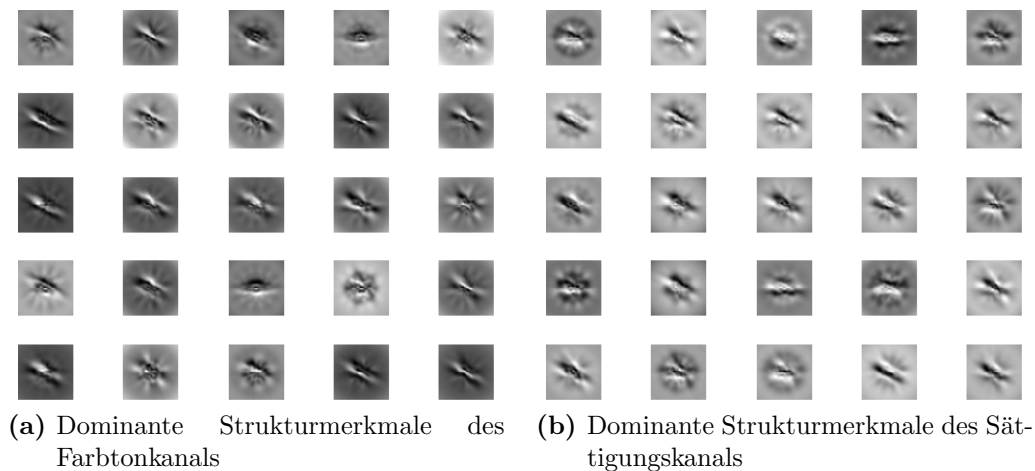 (a) Dominante Strukturmerkmale des
Farbtonkanals
(b) Dominante Strukturmerkmale des Sät-
tigungskanals